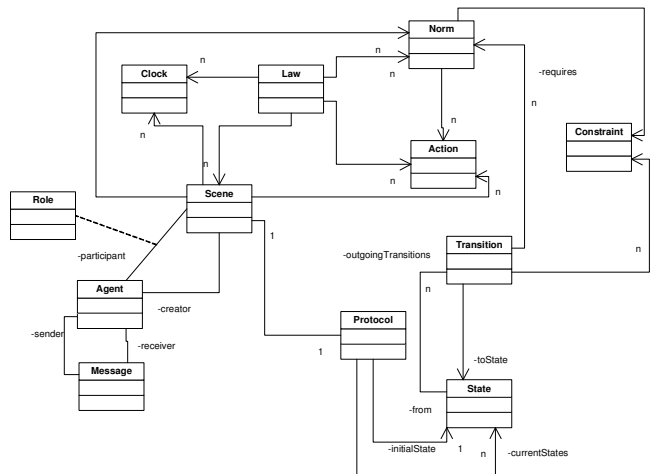 Norm
n
-requires
Clock
n
Law
n
n
Constraint
n
n
n
Action
n
n
Role
Scene
n
1
-participant
-outgoingTransitions
Transition
n
n
Agent
-creator
-sender
-receiver
Protocol
1
Message
-toState
State
-from
-initialState
1
n
-currentStates